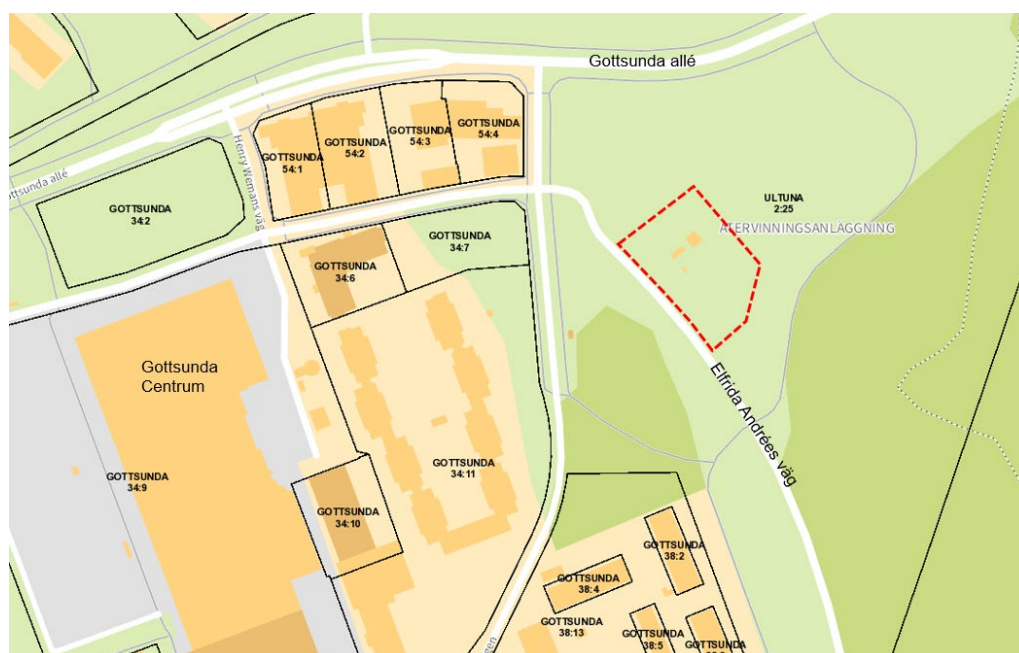 Gottsunda allé
GOTTSUNDA
54:1
GOTTSUNDA
54:2
GOTTSUNDA
54:3
GOTTSUNDA
54:4
Henry Wemans väg
ottsunda allé
GOTTSUNDA
34:2
ULTUNA
2:25
ÅTERVINNINGSANLÄGGNING
GOTTSUNDA
34:7
GOTTSUNDA
34:6
Gottsunda
Centrum
Elfrida Andrées väg
GOTTSUNDA
34:9
GOTTSUNDA
34:11
GOTTSUNDA
34:10
GOTTSUNDA
38:2
GOTTSUNDA
38:4
GOTTSUNDA
38:13
GOTTSUNDA
38:5
GOTTSUNDA
een